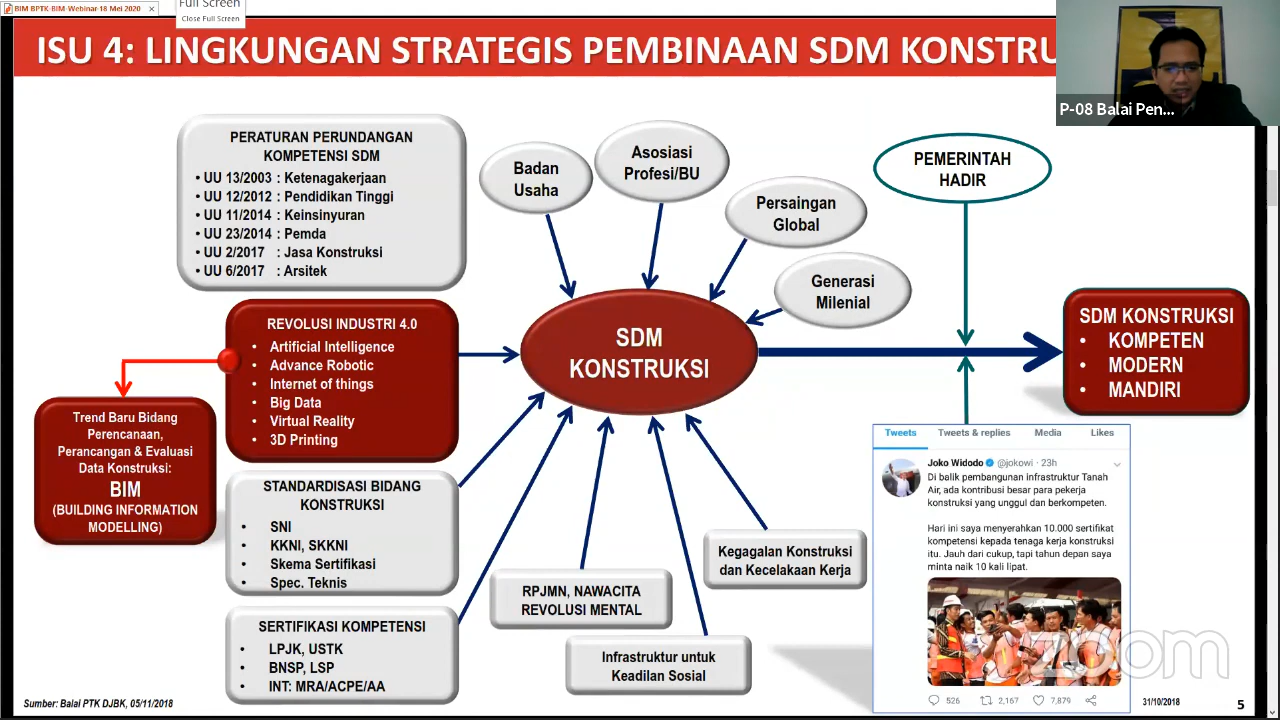 BIM BPTK-BIM-Webinar-18 Mei 2020
Full Screen
Close Full Screen
ISU 4: LINGKUNGAN STRATEGIS PEMBINAAN SDM KONSTRU
P-08 Balai Pen...
PERATURAN PERUNDANGAN
KOMPETENSI SDM
• UU 13/2003 : Ketenagakerjaan
• UU 12/2012 : Pendidikan Tinggi
• UU 11/2014 : Keinsinyuran
• UU 23/2014 : Pemda
• UU 2/2017 : Jasa Konstruksi
• UU 6/2017 : Arsitek
Badan
Usaha
Asosiasi
Profesi/BU
Persaingan
Global
Generasi
Milenial
PEMERINTAH
HADIR
REVOLUSI INDUSTRI 4.0
• Artificial Intelligence
• Advance Robotic
• Internet of things
• Big Data
• Virtual Reality
• 3D Printing
SDM
KONSTRUKSI
SDM KONSTRUKSI
• KOMPETEN
• MODERN
• MANDIRI
Trend Baru Bidang
Perencanaan,
Perancangan & Evaluasi
Data Konstruksi:
BIM
(BUILDING INFORMATION
MODELLING)
STANDARDISASI BIDANG
KONSTRUKSI
• SNI
• KKNI, SKKNI
• Skema Sertifikasi
• Spec. Teknis
SERTIFIKASI KOMPETENSI
• LPJK, USTK
• BNSP, LSP
• INT: MRA/ACPE/AA
RPJMN, NAWACITA
REVOLUSI MENTAL
Infrastruktur untuk
Keadilan Sosial
Kegagalan Konstruksi
dan Kecelakaan Kerja
Tweets Tweets & replies Media Likes
Joko Widodo @jokowi · 23h
Di balik pembangunan infrastruktur Tanah
Air, ada kontribusi besar para pekerja
konstruksi yang unggul dan berkompeten.
Hari ini saya menyerahkan 10.000 sertifikat
kompetensi kepada tenaga kerja konstruksi
itu. Jauh dari cukup, tapi tahun depan saya
minta naik 10 kali lipat.
526 2,167 7,879
zoom
Sumber: Balai PTK DJBK, 05/11/2018
31/10/2018
5